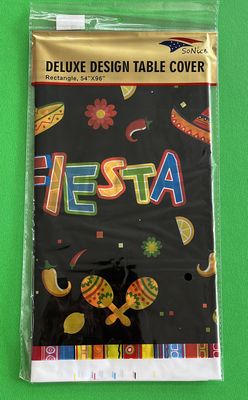 SoNice
DELUXE DESIGN TABLE COVER
Rectangle, 54"X96"
FIESTA